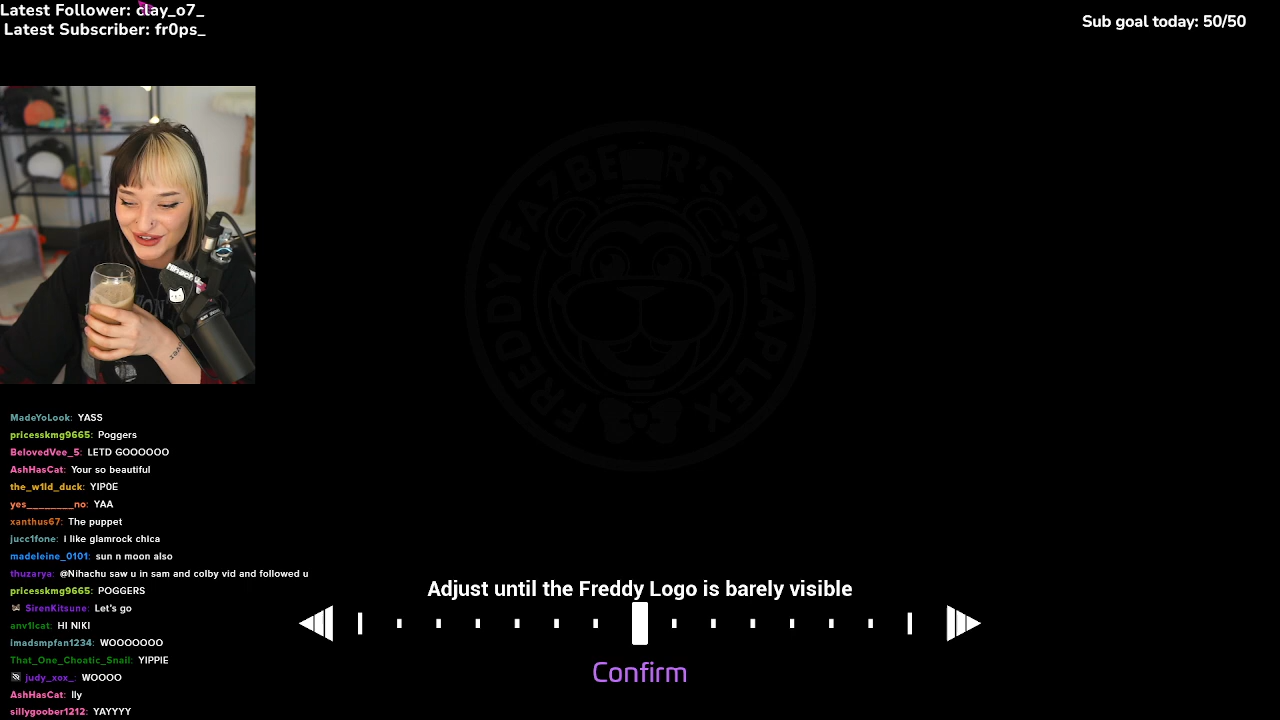 Latest Follower: clay_o7_
Latest Subscriber: fr0ps_
Sub goal today: 50/50
FREDDY FAZBEAR'S PIZZAPLEX
MadeYoLook: YASS
pricesskmg9665: Poggers
BelovedVee_5: LETD GOOOOOO
AshHasCat: Your so beautiful
the_w1ld_duck: YIP0E
yes________no: YAA
xanthus67: The puppet
jucc1fone: i like glamrock chica
madeleine_0101: sun n moon also
thuzarya: @Nihachu saw u in sam and colby vid and followed u
pricesskmg9665: POGGERS
SirenKitsune: Let's go
anv1lcat: HI NIKI
imadsmpfan1234: WOOOOOOO
That_One_Choatic_Snail: YIPPIE
judy_xox_: WOOOO
AshHasCat: Ily
sillygoober1212: YAYYYY
Adjust until the Freddy Logo is barely visible
Confirm